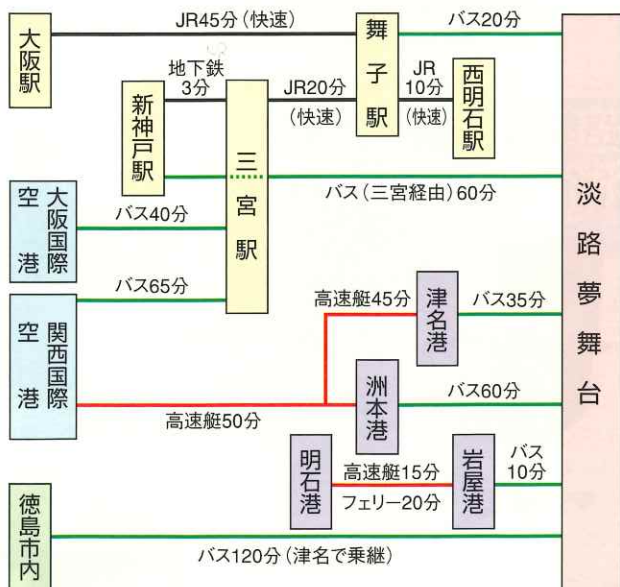 大阪駅
JR45分(快速)
舞子駅
バス20分
地下鉄
3分
JR20分
(快速)
JR
10分
(快速)
西明石駅
新神戸駅
三宮駅
バス(三宮経由)60分
大阪国際
空港
バス40分
関西国際
空港
バス65分
高速艇45分
津名港
バス35分
高速艇50分
洲本港
バス60分
明石港
高速艇15分
フェリー20分
岩屋港
バス
10分
徳島市内
バス120分(津名で乗継)
淡路夢舞台